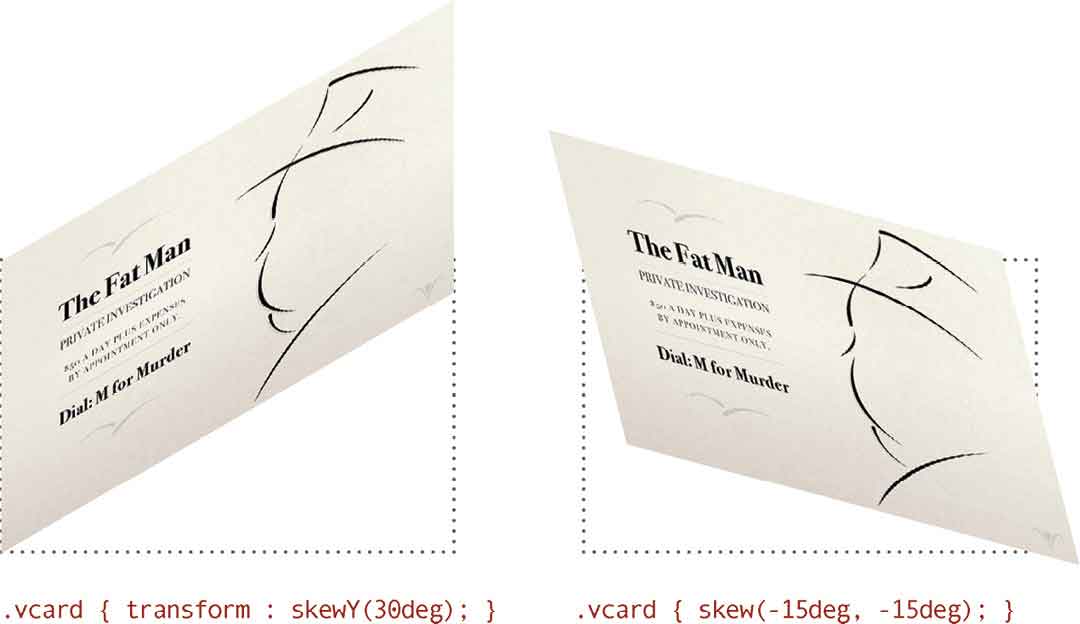 The Fat Man
PRIVATE INVESTIGATION
$50 A DAY PLUS EXPENSES
BY APPOINTMENT ONLY.
Dial: M for Murder
The Fat Man
PRIVATE INVESTIGATION
$50 A DAY PLUS EXPENSES
BY APPOINTMENT ONLY.
Dial: M for Murder
.vcard { transform : skewY(30deg); }
.vcard { skew(-15deg, -15deg); }